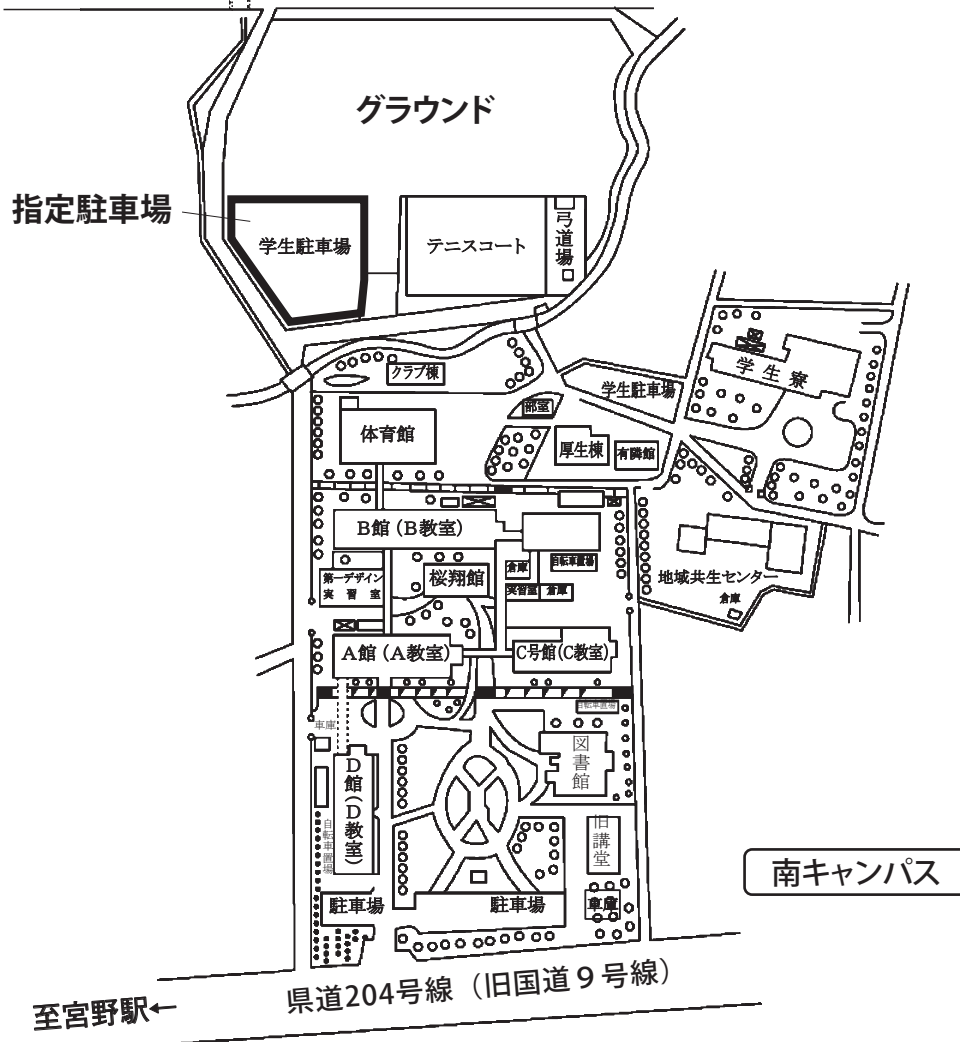 グラウンド
指定駐車場
学生駐車場
テニスコート
弓道場
クラブ棟
学生寮
学生駐車場
部室
体育館
厚生棟
有隣館
B館(B教室)
第一デザイン
実習室
桜翔館
倉庫
自転車置場
実習室
倉庫
地域共生センター
倉庫
A館(A教室)
C号館(C教室)
自転車置場
車庫
図書館
D館(D教室)
自転車置場
旧講堂
南キャンパス
駐車場
駐車場
車庫
県道204号線(旧国道9号線)
至宮野駅←